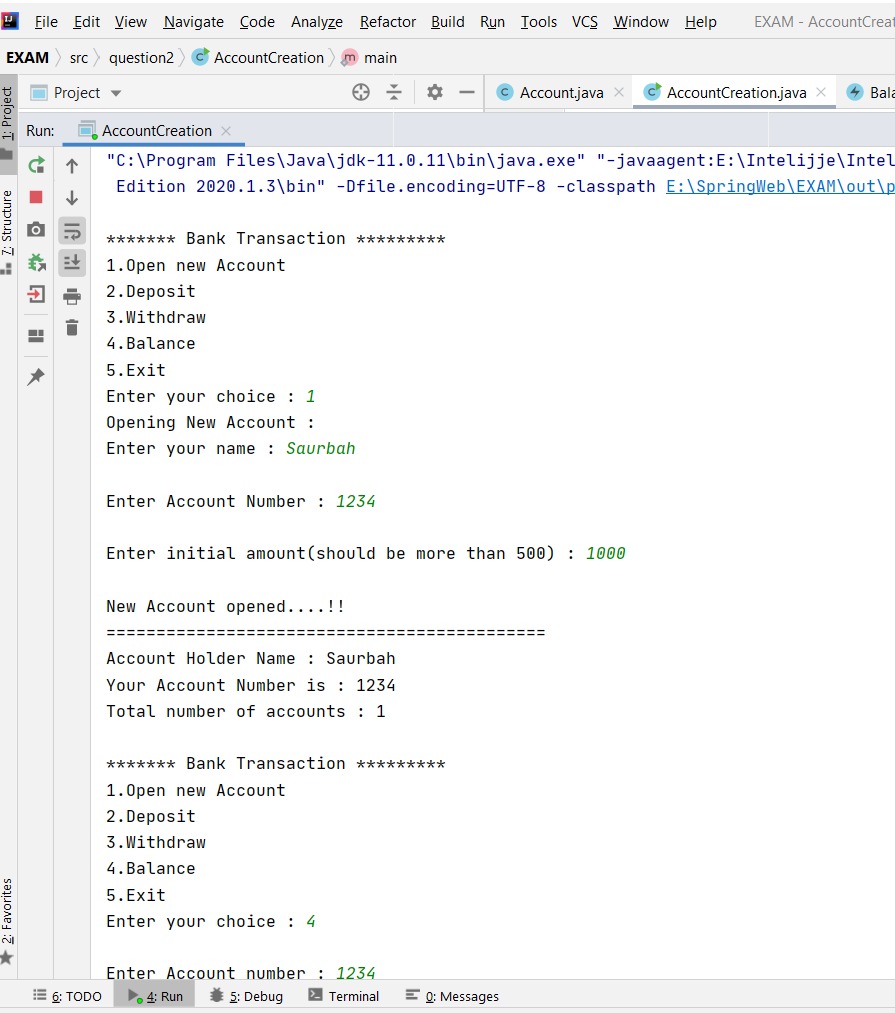 File Edit View Navigate Code Analyze Refactor Build Run Tools VCS Window Help EXAM - AccountCreat
EXAM src question2 AccountCreation main
Project Account.java AccountCreation.java Bala
1: Project
Run: AccountCreation
7: Structure
"C:\Program Files\Java\jdk-11.0.11\bin\java.exe" "-javaagent:E:\Intelijje\Intel
Edition 2020.1.3\bin" -Dfile.encoding=UTF-8 -classpath E:\SpringWeb\EXAM\out\p
******* Bank Transaction *********
1.Open new Account
2.Deposit
3.Withdraw
4.Balance
5.Exit
Enter your choice : 1
Opening New Account :
Enter your name : Saurbah
Enter Account Number : 1234
Enter initial amount(should be more than 500) : 1000
New Account opened....!!
============================================
Account Holder Name : Saurbah
Your Account Number is : 1234
Total number of accounts : 1
******* Bank Transaction *********
1.Open new Account
2.Deposit
3.Withdraw
4.Balance
5.Exit
Enter your choice : 4
Enter Account number : 1234
2: Favorites
6: TODO 4: Run 5: Debug Terminal 0: Messages